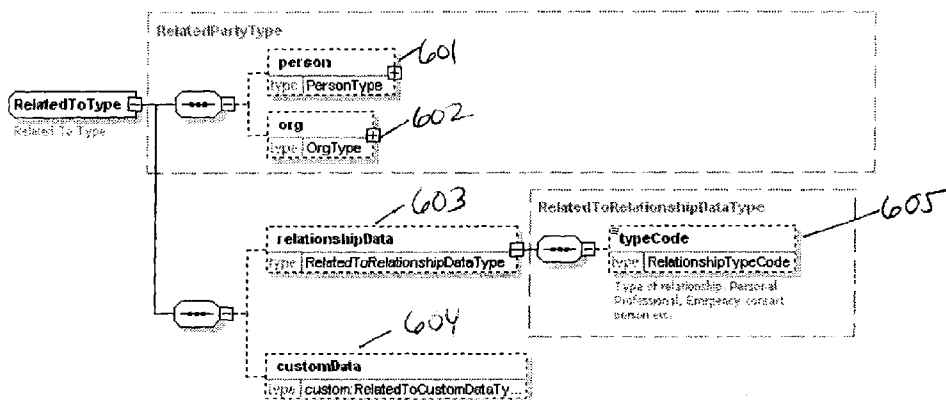 RelatedPartyType
person
601
type PersonType
RelatedToType
Related To Type
org
602
type OrgType
603
RelatedToRelationshipDataType
605
relationshipData
typeCode
type RelatedToRelationshipDataType
type RelationshipTypeCode
Type of relationship. Personal
Professional, Emergency contact
person etc.
604
customData
type custom:RelatedToCustomDataTy...